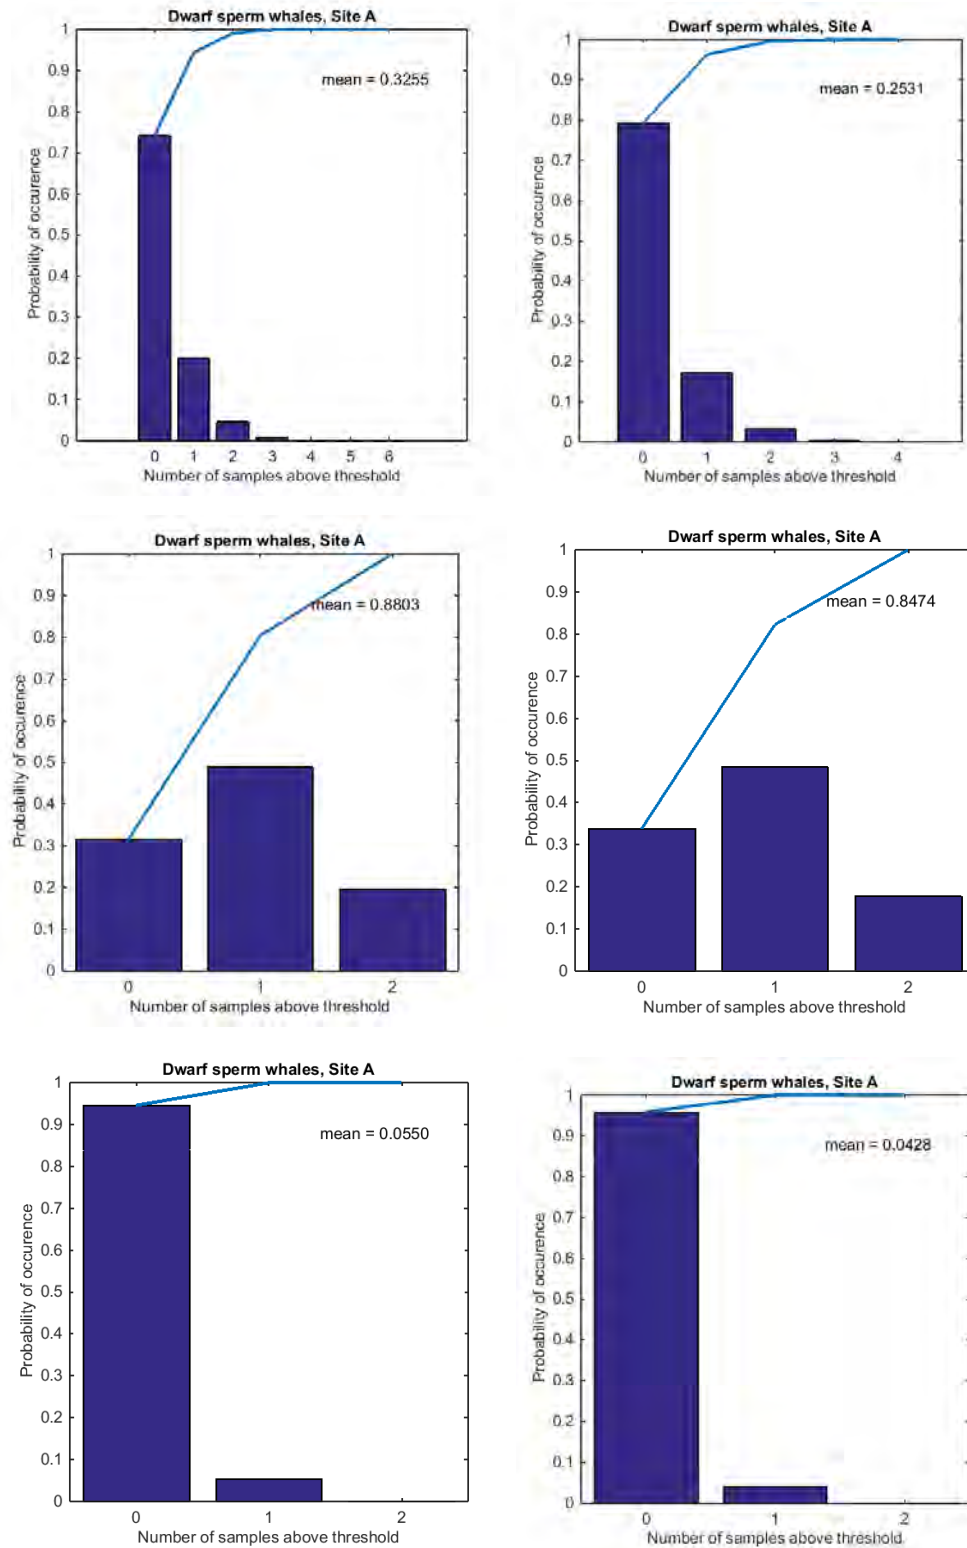 Dwarf sperm whales, Site A
1
0.9
0.8
0.7
0.6
0.5
0.4
0.3
0.2
0.1
0
Probability of occurence
mean = 0.3255
0 1 2 3 4 5 6
Number of samples above threshold
Dwarf sperm whales, Site A
1
0.9
0.8
0.7
0.6
0.5
0.4
0.3
0.2
0.1
0
Probability of occurence
mean = 0.2531
0 1 2 3 4
Number of samples above threshold
Dwarf sperm whales, Site A
1
0.9
0.8
0.7
0.6
0.5
0.4
0.3
0.2
0.1
0
Probability of occurence
mean = 0.8803
0 1 2
Number of samples above threshold
Dwarf sperm whales, Site A
1
0.9
0.8
0.7
0.6
0.5
0.4
0.3
0.2
0.1
0
Probability of occurence
mean = 0.8474
0 1 2
Number of samples above threshold
Dwarf sperm whales, Site A
1
0.9
0.8
0.7
0.6
0.5
0.4
0.3
0.2
0.1
0
Probability of occurence
mean = 0.0550
0 1 2
Number of samples above threshold
Dwarf sperm whales, Site A
1
0.9
0.8
0.7
0.6
0.5
0.4
0.3
0.2
0.1
0
Probability of occurence
mean = 0.0428
0 1 2
Number of samples above threshold